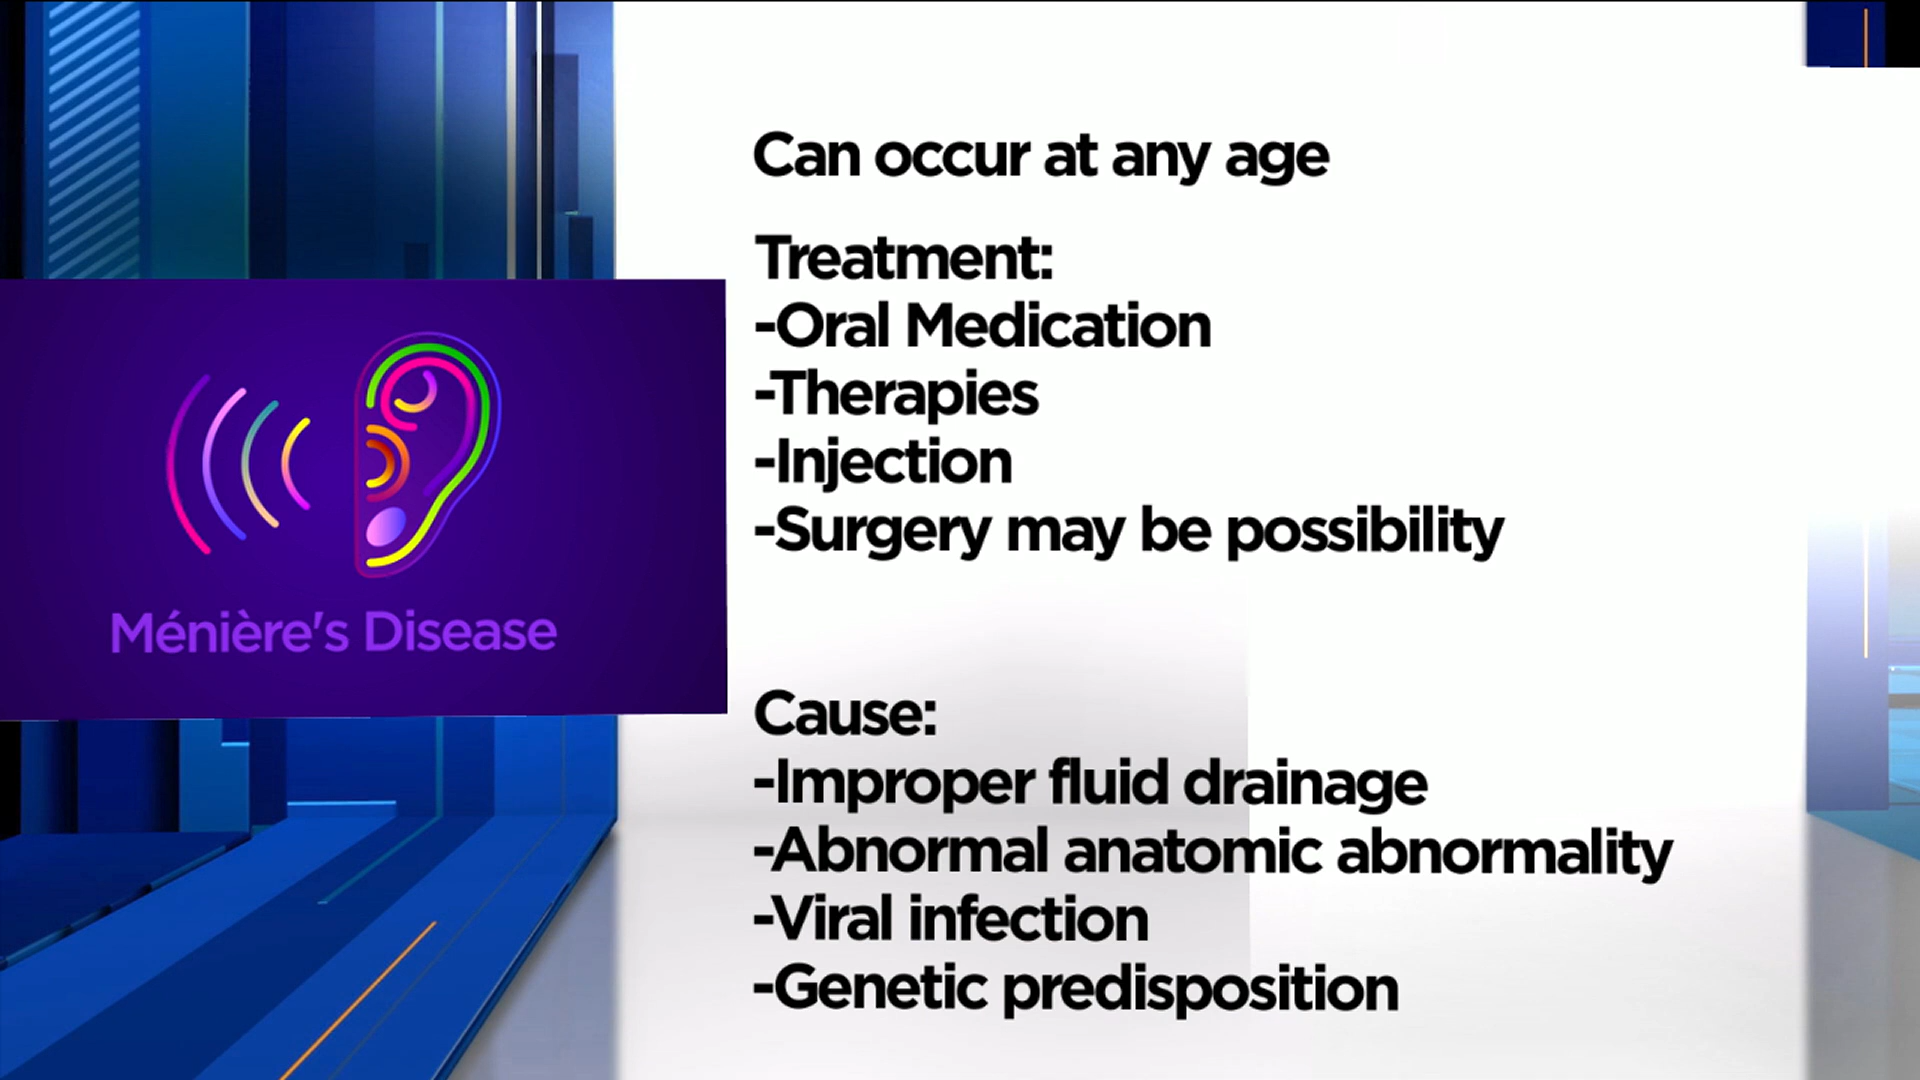 Can occur at any age
Treatment:
-Oral Medication
-Therapies
-Injection
-Surgery may be possibility
Ménière's Disease
Cause:
-Improper fluid drainage
-Abnormal anatomic abnormality
-Viral infection
-Genetic predisposition